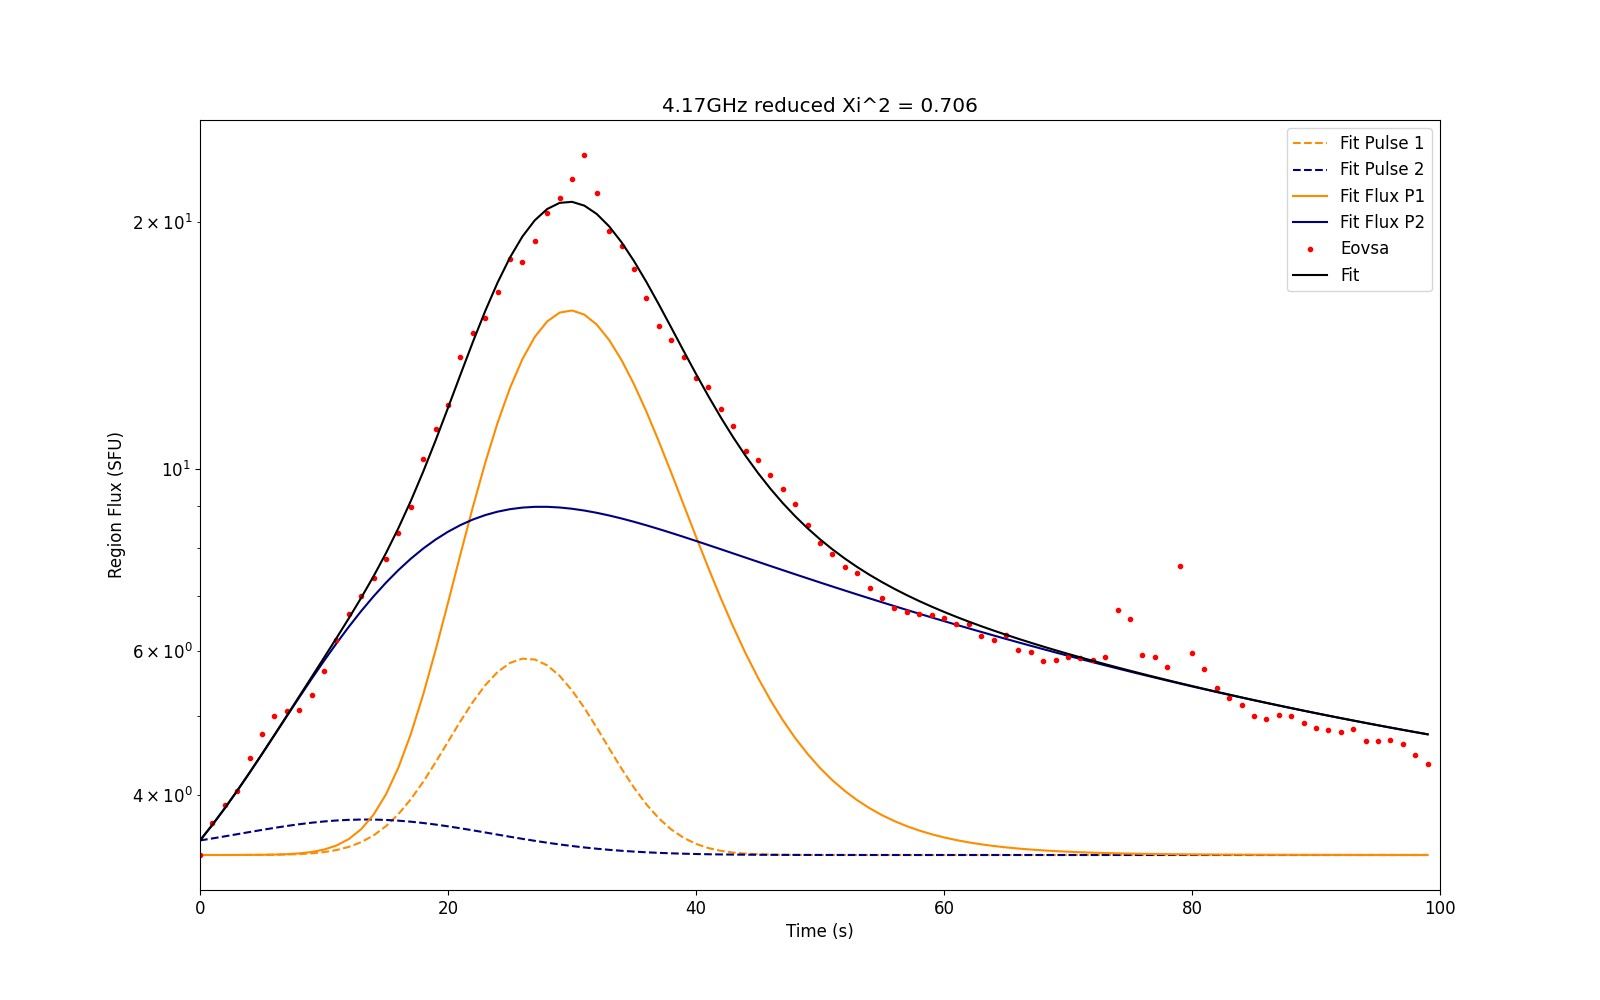 4.17GHz reduced Xi^2 = 0.706
Fit Pulse 1
Fit Pulse 2
Fit Flux P1
Fit Flux P2
Eovsa
Fit
Region Flux (SFU)
2 × 10¹
10¹
6 × 10⁰
4 × 10⁰
0 20 40 60 80 100
Time (s)